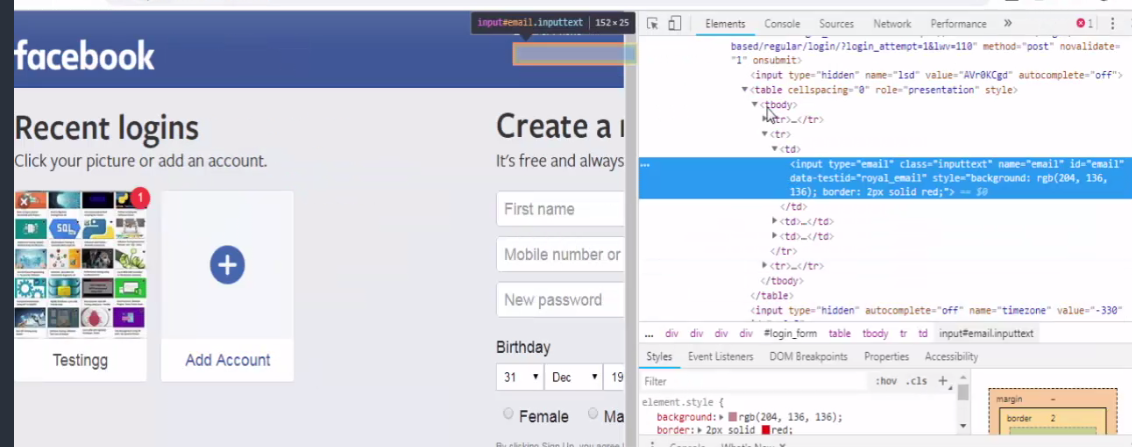 facebook
Recent logins
Click your picture or add an account.
1
SQL
Testingg
Add Account
Create a
It's free and always
First name
Mobile number or
New password
Birthday
31 Dec 19
Female Ma
input#email.inputtext 152×25
Elements Console Sources Network Performance » 1
based/regular/login/?login_attempt=1&lwv=110" method="post" novalidate=
"1" onsubmit>
<input type="hidden" name="lsd" value="AVr0KCgd" autocomplete="off">
<table cellspacing="0" role="presentation" style>
<tbody>
<tr>…</tr>
<tr>
<td>
<input type="email" class="inputtext" name="email" id="email"
data-testid="royal_email" style="background: rgb(204, 136,
136); border: 2px solid red;"> == $0
</td>
<td>…</td>
<td>…</td>
</tr>
<tr>…</tr>
</tbody>
</table>
<input type="hidden" autocomplete="off" name="timezone" value="-330"
... div div div div #login_form table tbody tr td input#email.inputtext
Styles Event Listeners DOM Breakpoints Properties Accessibility
Filter :hov .cls +
element.style {
background: rgb(204, 136, 136);
border: 2px solid red;
margin -
border 2